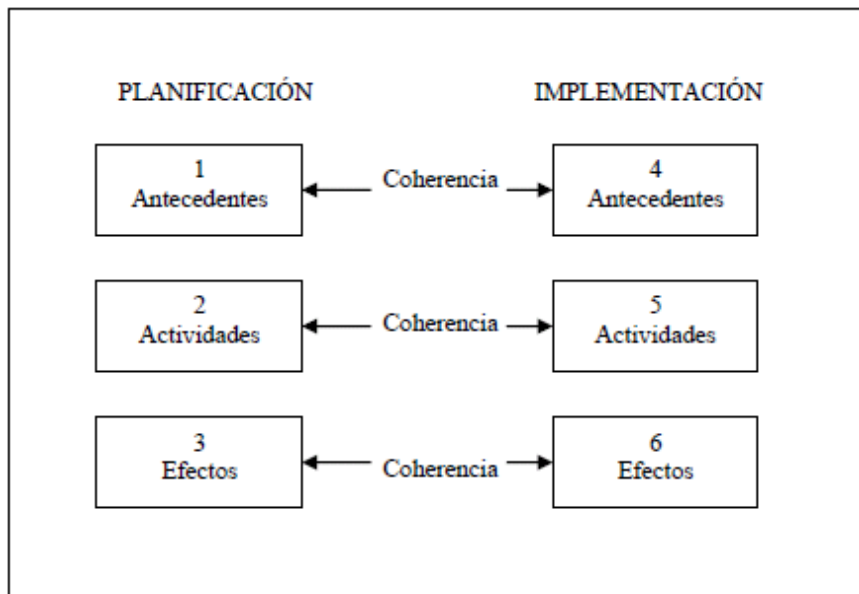 PLANIFICACIÓN
IMPLEMENTACIÓN
1
Antecedentes
Coherencia
4
Antecedentes
2
Actividades
Coherencia
5
Actividades
3
Efectos
Coherencia
6
Efectos